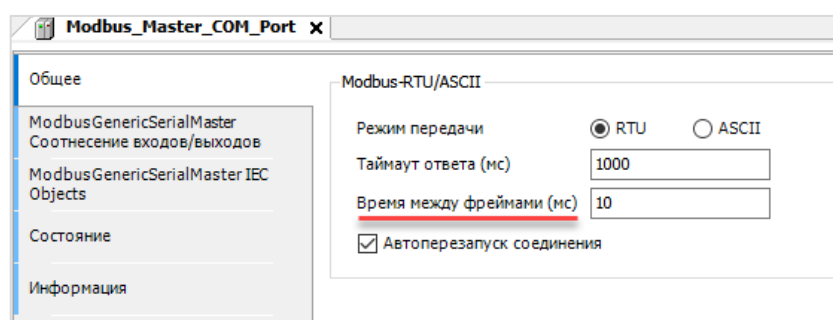 Modbus_Master_COM_Port
Общее
Modbus-RTU/ASCII
ModbusGenericSerialMaster
Соотнесение входов/выходов
Режим передачи RTU ASCII
ModbusGenericSerialMaster IEC
Objects
Таймаут ответа (мс) 1000
Время между фреймами (мс) 10
Состояние
Автоперезапуск соединения
Информация